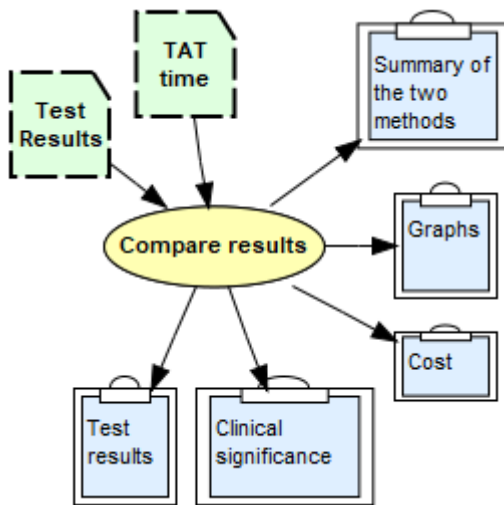 TAT
time
Test
Results
Summary of
the two
methods
Compare results
Graphs
Cost
Test
results
Clinical
significance